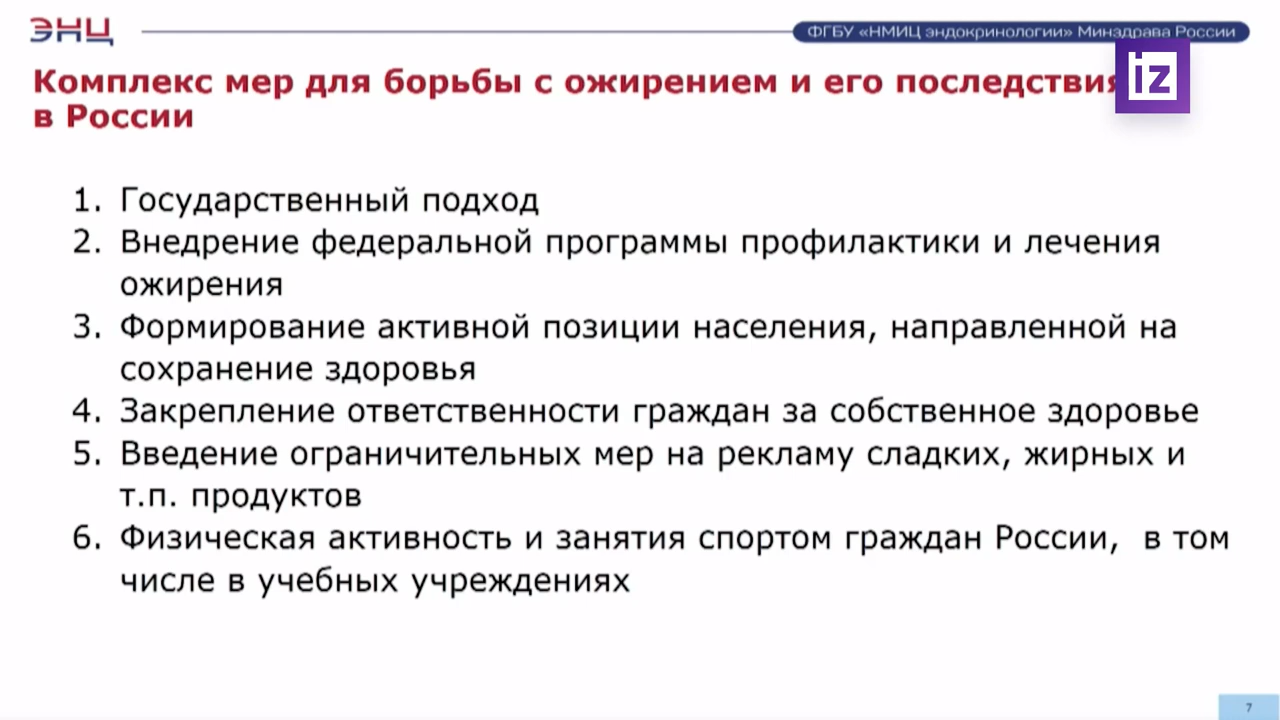 ЭНЦ
ФГБУ «НМИЦ эндокринологии» Минздрава России
iz
Комплекс мер для борьбы с ожирением и его последствия
в России
1. Государственный подход
2. Внедрение федеральной программы профилактики и лечения
ожирения
3. Формирование активной позиции населения, направленной на
сохранение здоровья
4. Закрепление ответственности граждан за собственное здоровье
5. Введение ограничительных мер на рекламу сладких, жирных и
т.п. продуктов
6. Физическая активность и занятия спортом граждан России, в том
числе в учебных учреждениях
7